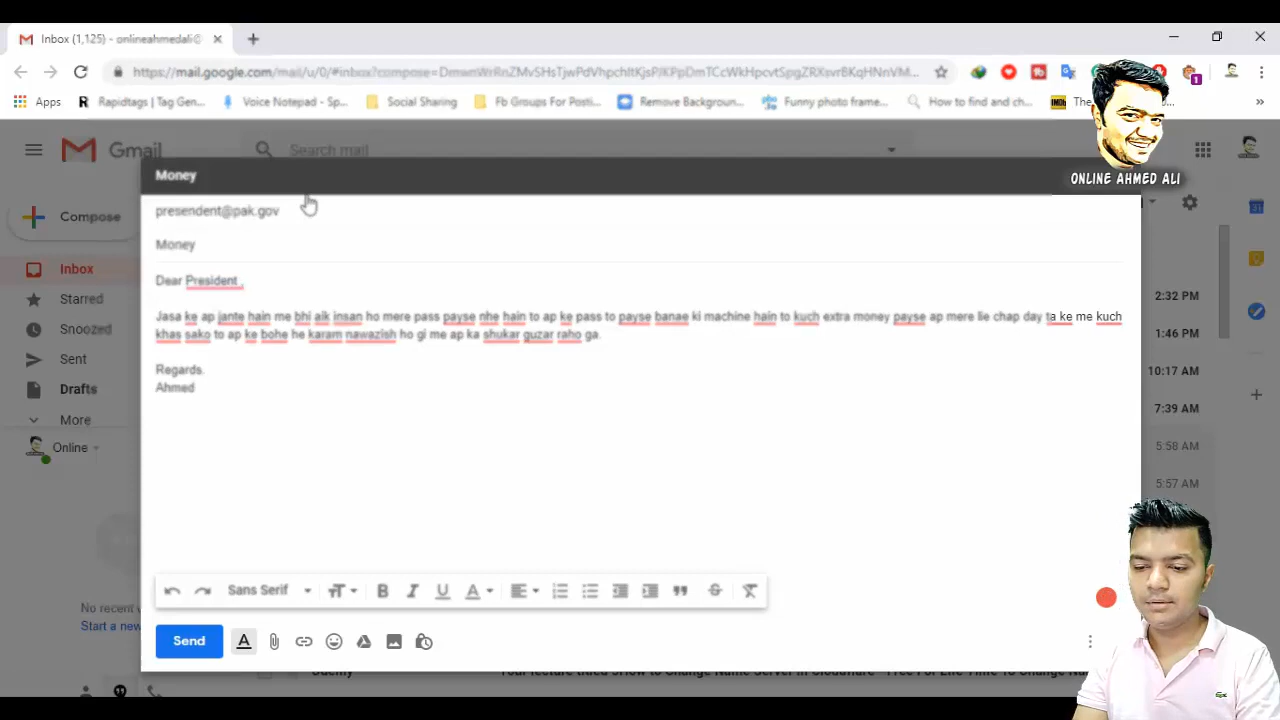 Inbox (1,125) - onlineahmedali@
Apps
Rapidtags | Tag Gen...
Voice Notepad - Sp...
Social Sharing
Fb Groups For Posti...
Remove Backgroun...
Funny photo frame...
How to find and ch...
IMDb
ONLINE AHMED ALI
Gmail
Search mail
Compose
Inbox
Starred
Snoozed
Sent
Drafts
More
Online
No recent
Start a new
Money
presendent@pak.gov
Money
Dear President ,
Jasa ke ap jante hain me bhi aik insan ho mere pass payse nhe hain to ap ke pass to payse banae ki machine hain to kuch extra money payse ap mere lie chap day ta ke me kuch
khas sako to ap ke bohe he karam nawazish ho gi me ap ka shukar guzar raho ga.
Regards.
Ahmed
Sans Serif
Send
2:32 PM
1:46 PM
10:17 AM
7:39 AM
5:58 AM
5:57 AM
Udemy